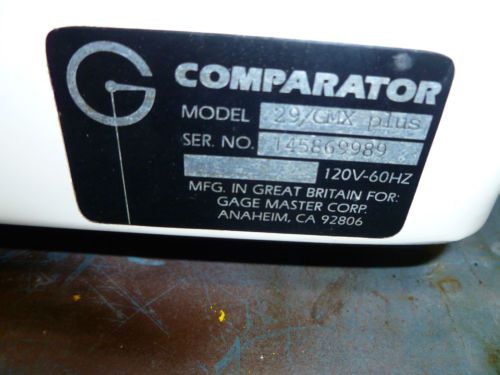 COMPARATOR
MODEL 29/GMX plus
SER. NO. 145869989
120V-60HZ
MFG. IN GREAT BRITAIN FOR:
GAGE MASTER CORP.
ANAHEIM, CA 92806